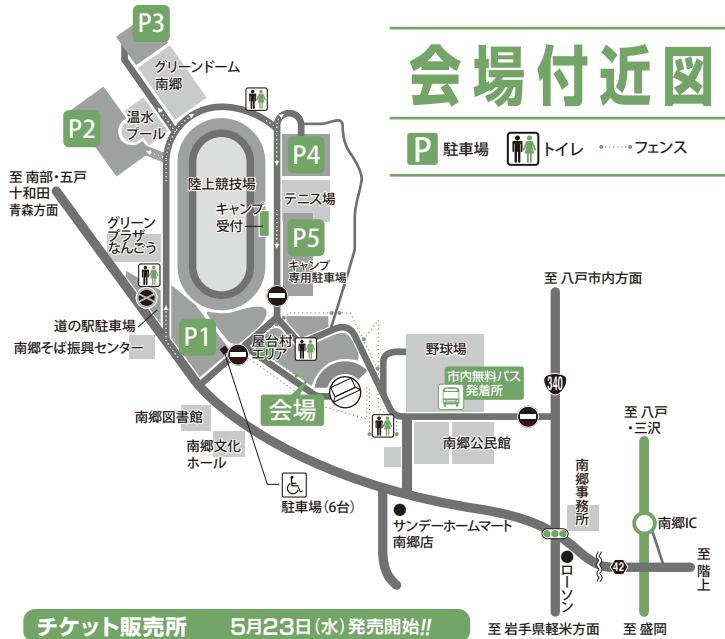 会場付近図
P 駐車場
トイレ
フェンス
P3
グリーンドーム
南郷
P2
温水
プール
P4
至 南部・五戸
十和田
青森方面
陸上競技場
テニス場
キャンプ
受付
P5
キャンプ
専用駐車場
グリーン
プラザ
なんごう
至 八戸市内方面
道の駅駐車場
P1
南郷そば振興センター
屋台村
エリア
野球場
340
市内無料バス
発着所
会場
至 八戸
・三沢
南郷図書館
南郷公民館
南郷文化
ホール
駐車場（6台）
南郷事務所
サンデーホームマート
南郷店
南郷IC
ローソン
42
至 階上
至 岩手県軽米方面
至 盛岡
チケット販売所 5月23日（水）発売開始!!